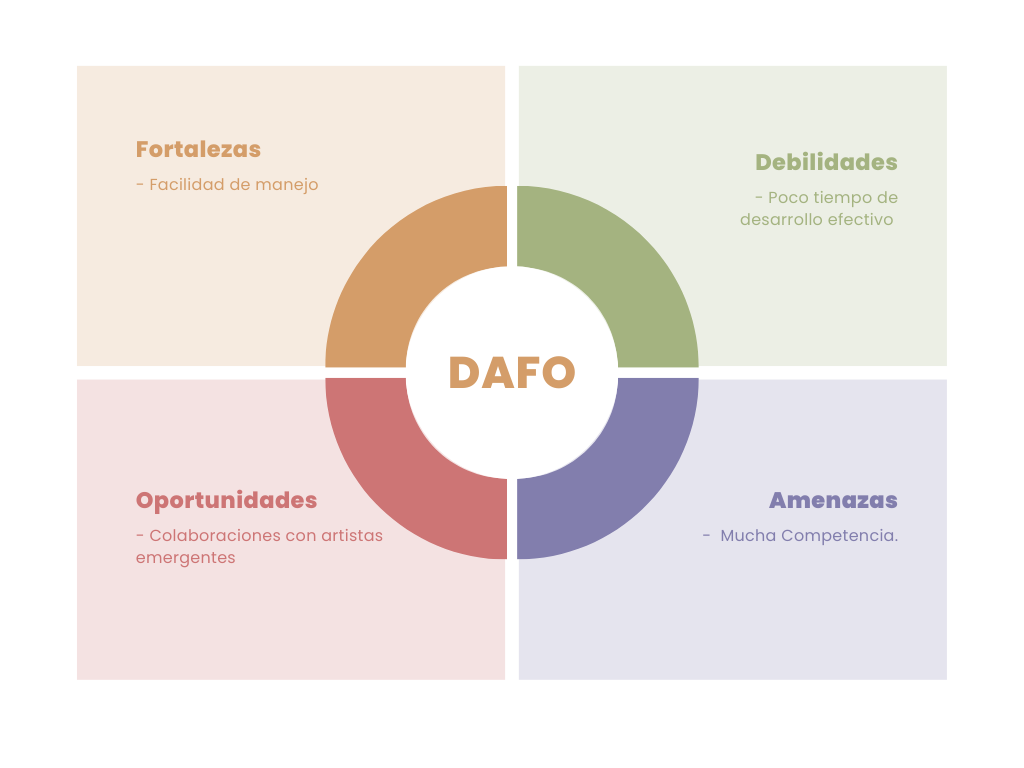 Fortalezas
- Facilidad de manejo
Debilidades
- Poco tiempo de
desarrollo efectivo
DAFO
Oportunidades
- Colaboraciones con artistas
emergentes
Amenazas
- Mucha Competencia.